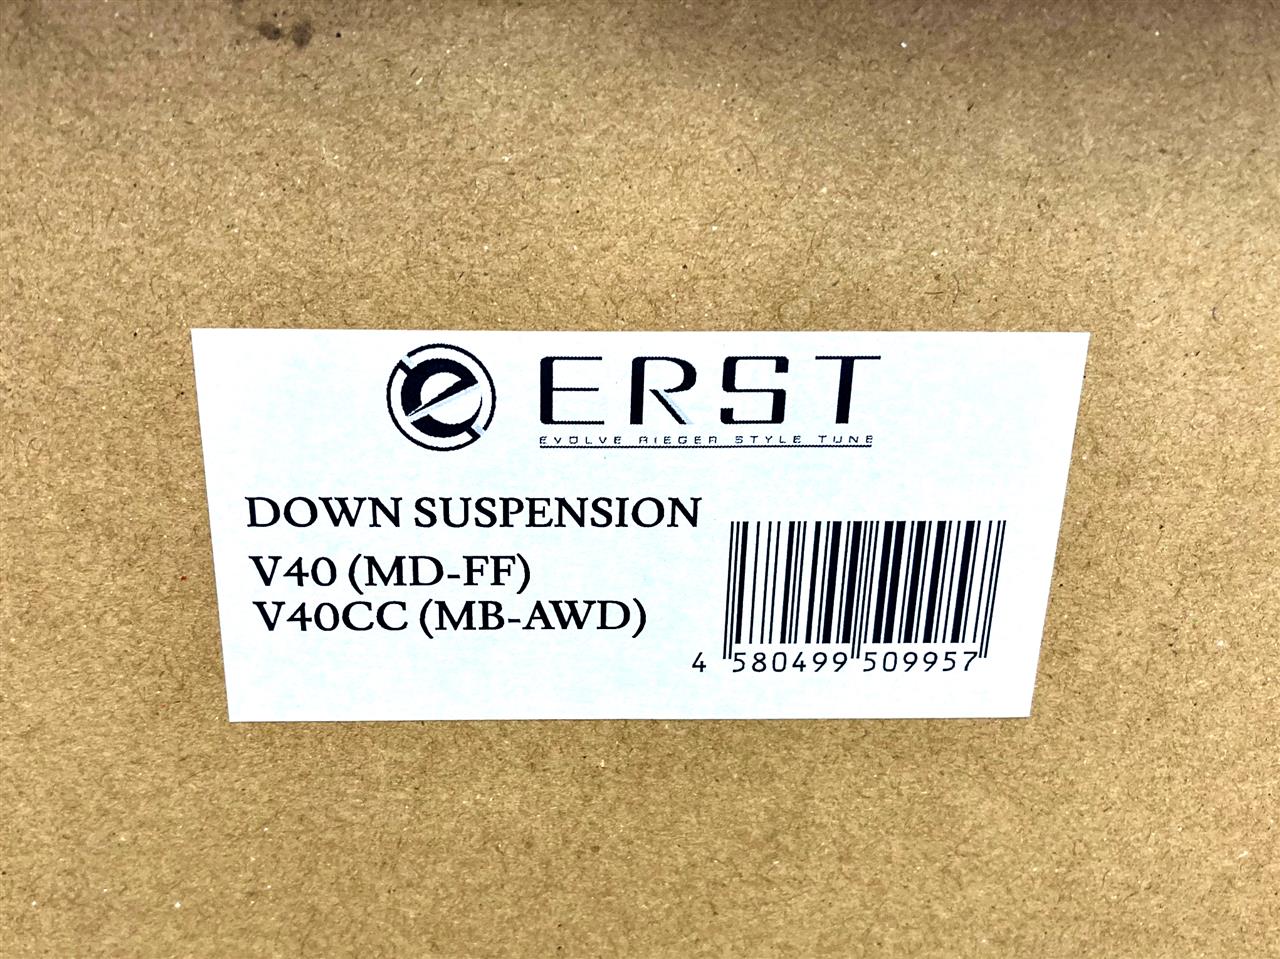 e ERST
EVOLVE RIEGER STYLE TUNE
DOWN SUSPENSION
V40 (MD-FF)
V40CC (MB-AWD)
4 580499 509957